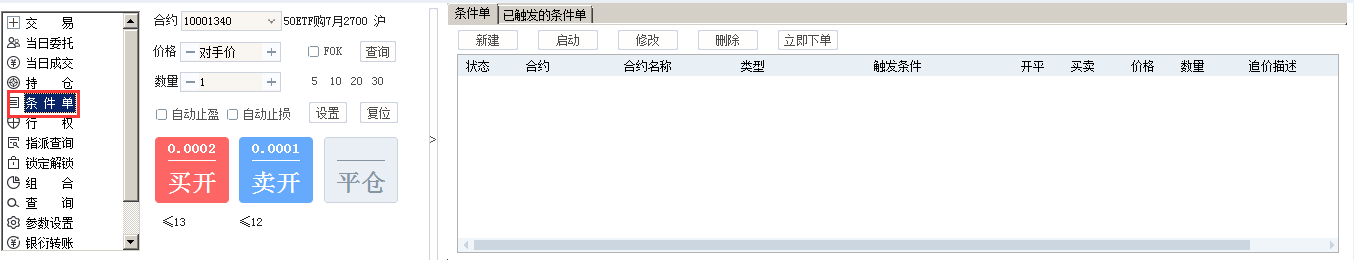 交 易
当日委托
当日成交
持 仓
条 件 单
行 权
指派查询
锁定解锁
组 合
查 询
参数设置
银衍转账
合约 10001340 50ETF购7月2700 沪
价格 对手价 FOK 查询
数量 1 5 10 20 30
自动止盈 自动止损 设置 复位
0.0002 0.0001
买开 卖开 平仓
≤13 ≤12
>
条件单 已触发的条件单
新建 启动 修改 删除 立即下单
状态 合约 合约名称 类型 触发条件 开平 买卖 价格 数量 追价描述